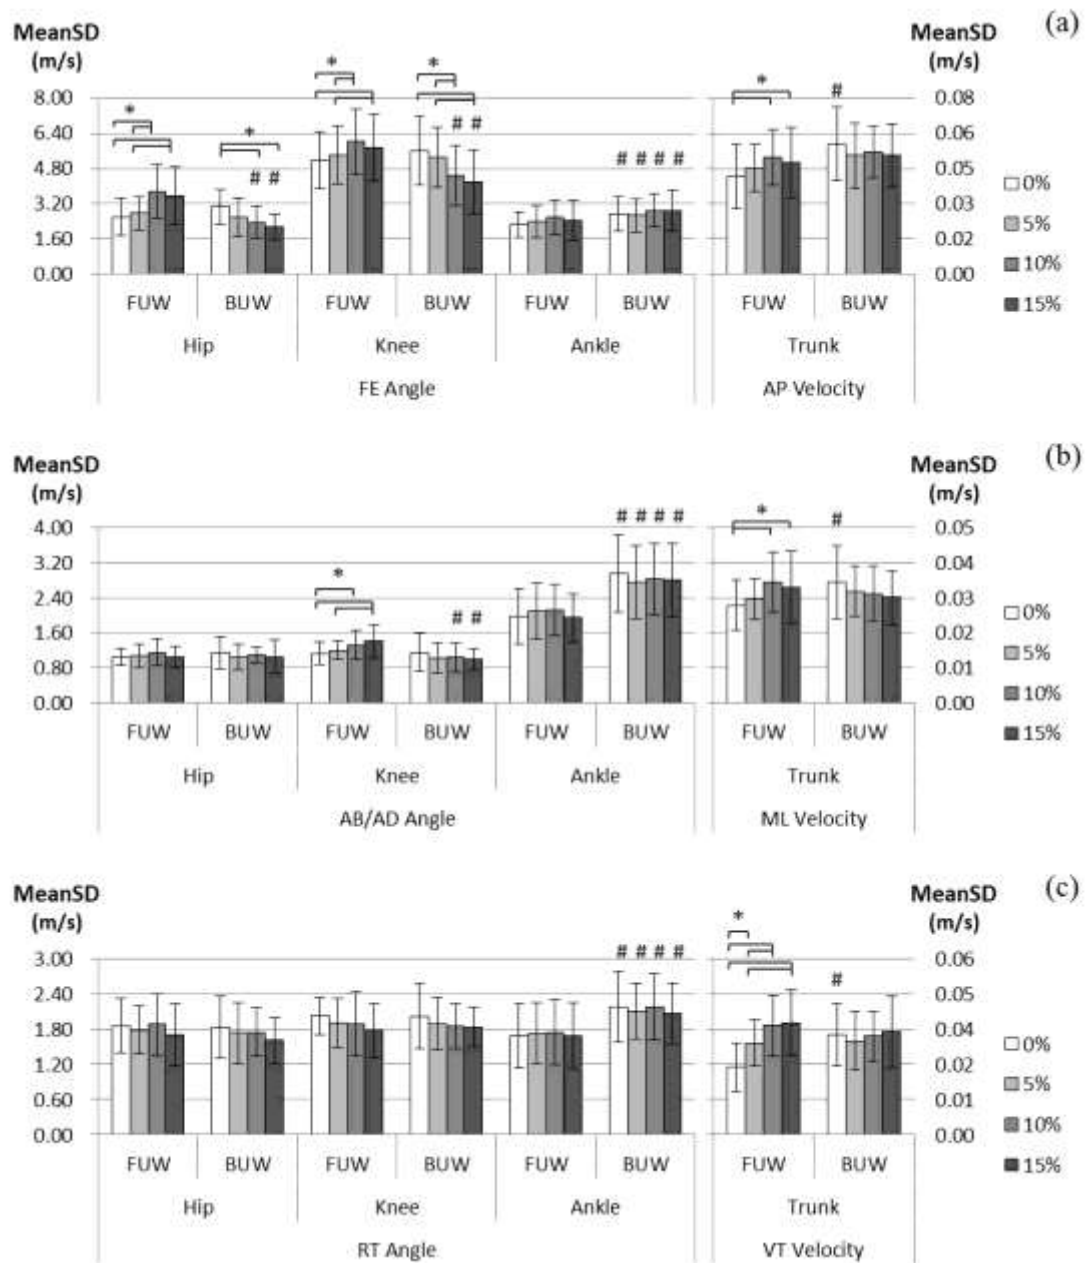 (a)
MeanSD MeanSD
(m/s) (m/s)
* * * * *
8.00 # 0.08
6.40 # # 0.06
4.80 # # # # 0.05
3.20 # # 0.03
1.60 0.02
0.00 0.00
0%
5%
10%
15%
FUW BUW FUW BUW FUW BUW FUW BUW
Hip Knee Ankle Trunk
FE Angle AP Velocity
(b)
MeanSD MeanSD
(m/s) (m/s)
# # # # * #
4.00 0.05
3.20 0.04
2.40 * 0.03
1.60 # # 0.02
0.80 0.01
0.00 0.00
0%
5%
10%
15%
FUW BUW FUW BUW FUW BUW FUW BUW
Hip Knee Ankle Trunk
AB/AD Angle ML Velocity
(c)
MeanSD MeanSD
(m/s) (m/s)
*
# # # #
3.00 # 0.06
2.40 0.05
1.80 0.04
1.20 0.02
0.60 0.01
0.00 0.00
0%
5%
10%
15%
FUW BUW FUW BUW FUW BUW FUW BUW
Hip Knee Ankle Trunk
RT Angle VT Velocity